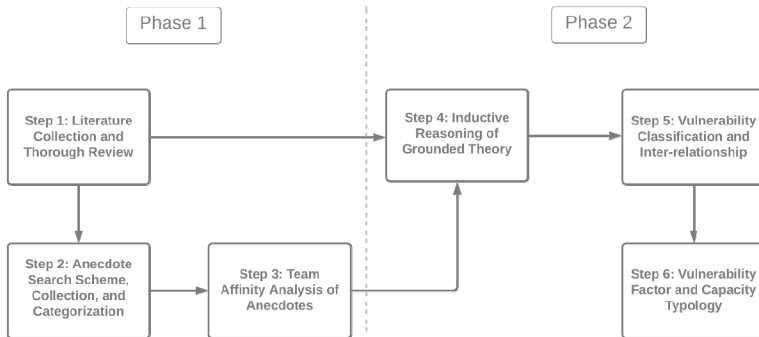 Phase 1
Phase 2
Step 1: Literature
Collection and
Thorough Review
Step 4: Inductive
Reasoning of
Grounded Theory
Step 5: Vulnerability
Classification and
Inter-relationship
Step 2: Anecdote
Search Scheme,
Collection, and
Categorization
Step 3: Team
Affinity Analysis of
Anecdotes
Step 6: Vulnerability
Factor and Capacity
Typology